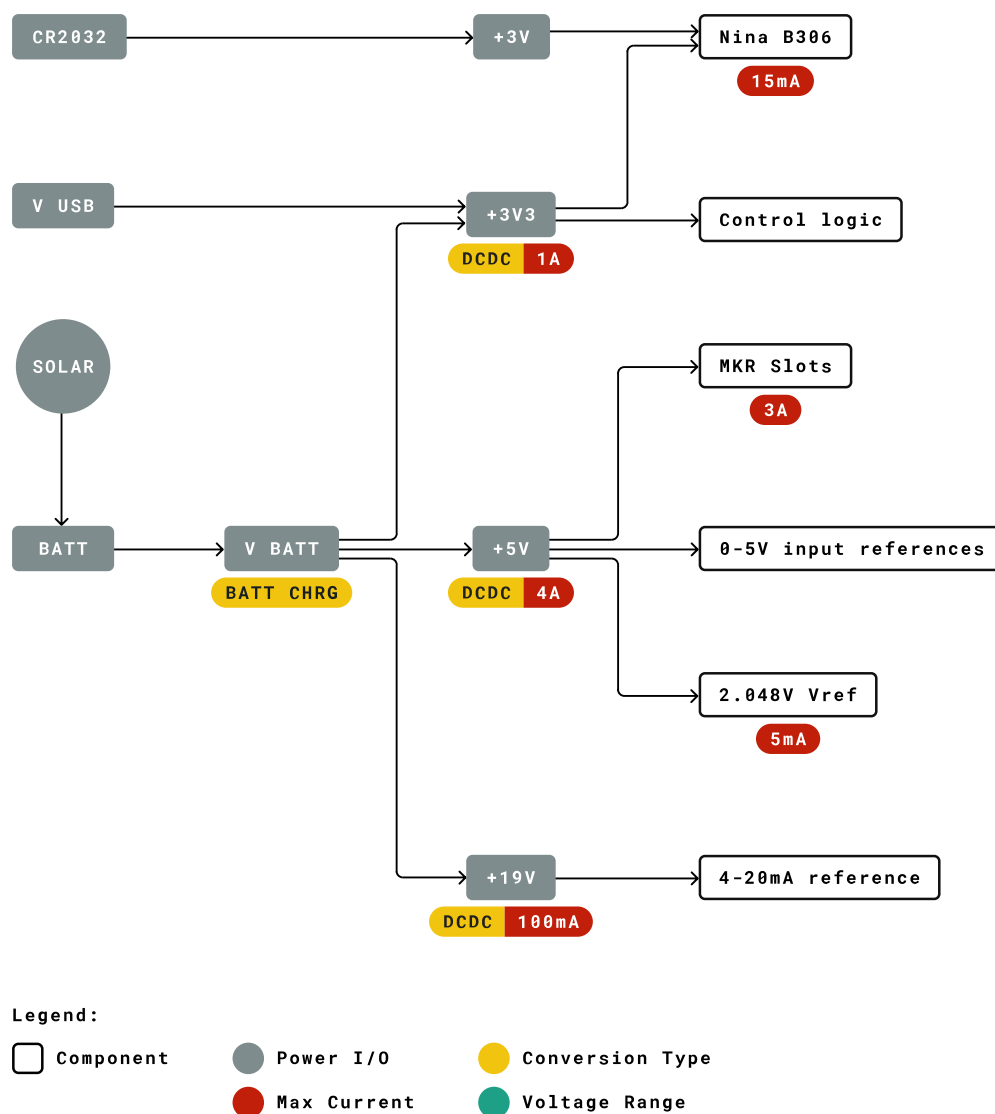 CR2032
+3V
Nina B306
15mA
V USB
+3V3
Control logic
DCDC 1A
SOLAR
MKR Slots
3A
BATT
V BATT
+5V
0-5V input references
BATT CHRG
DCDC 4A
2.048V Vref
5mA
+19V
4-20mA reference
DCDC 100mA
Legend:
Component
Power I/O
Conversion Type
Max Current
Voltage Range